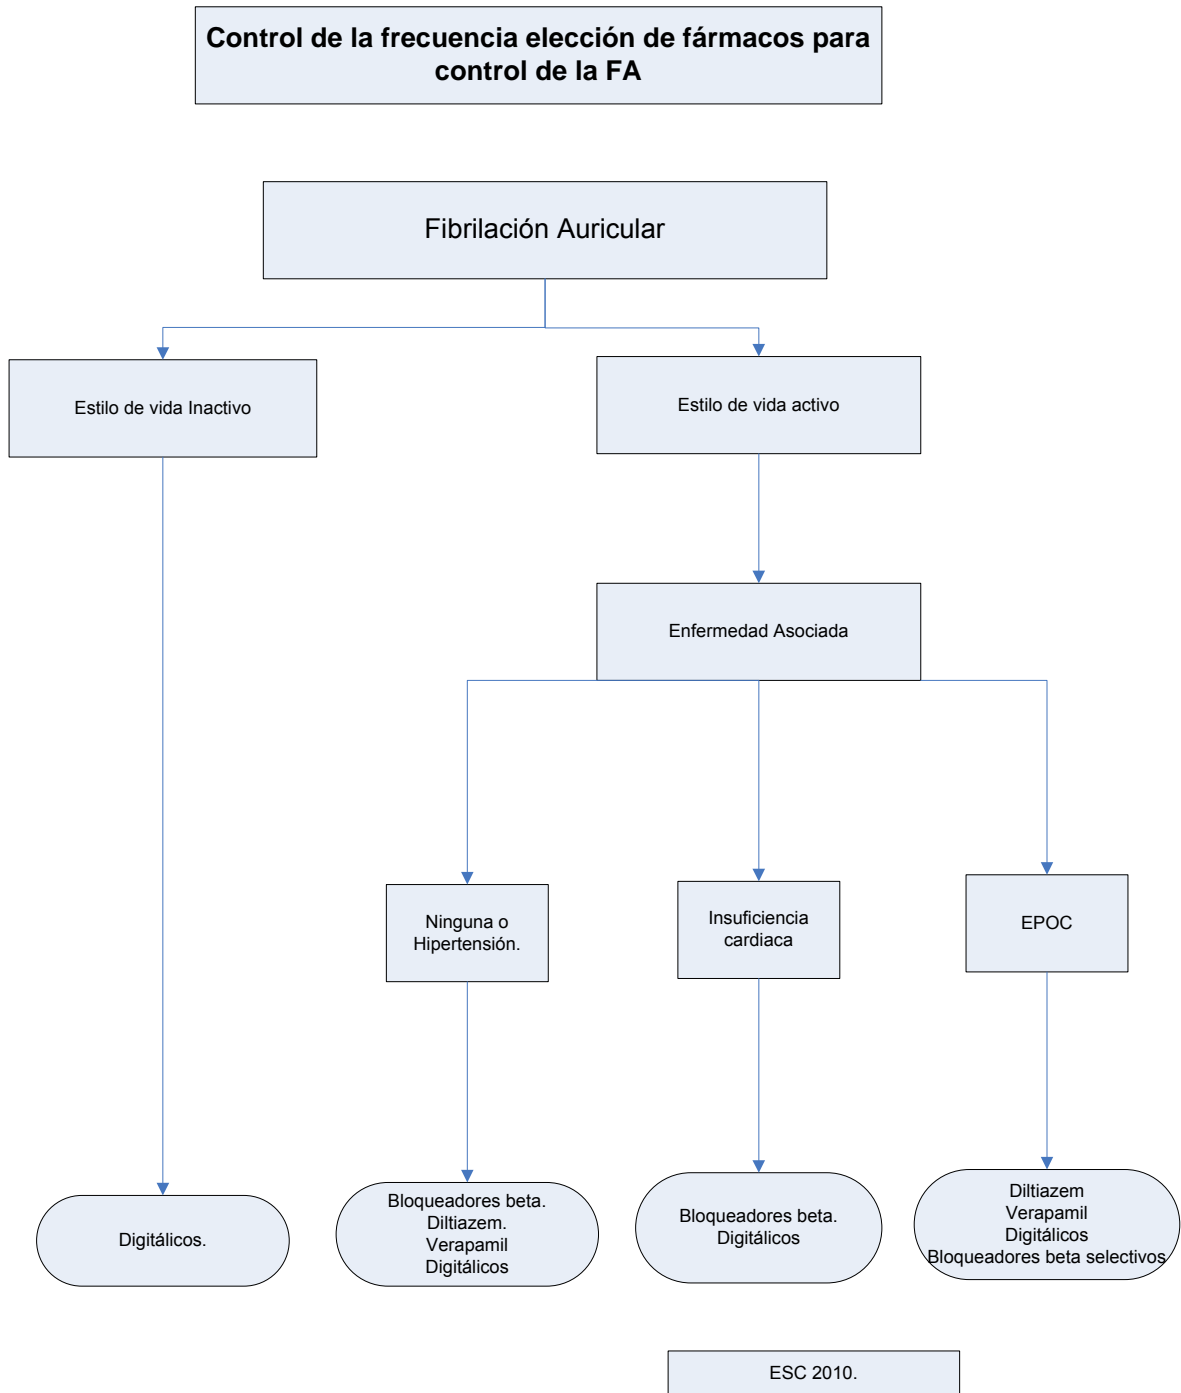 Control de la frecuencia elección de fármacos para
control de la FA
Fibrilación Auricular
Estilo de vida Inactivo
Estilo de vida activo
Enfermedad Asociada
Ninguna o
Hipertensión.
Insuficiencia
cardiaca
EPOC
Digitálicos.
Bloqueadores beta.
Diltiazem.
Verapamil
Digitálicos
Bloqueadores beta.
Digitálicos
Diltiazem
Verapamil
Digitálicos
Bloqueadores beta selectivos
ESC 2010.